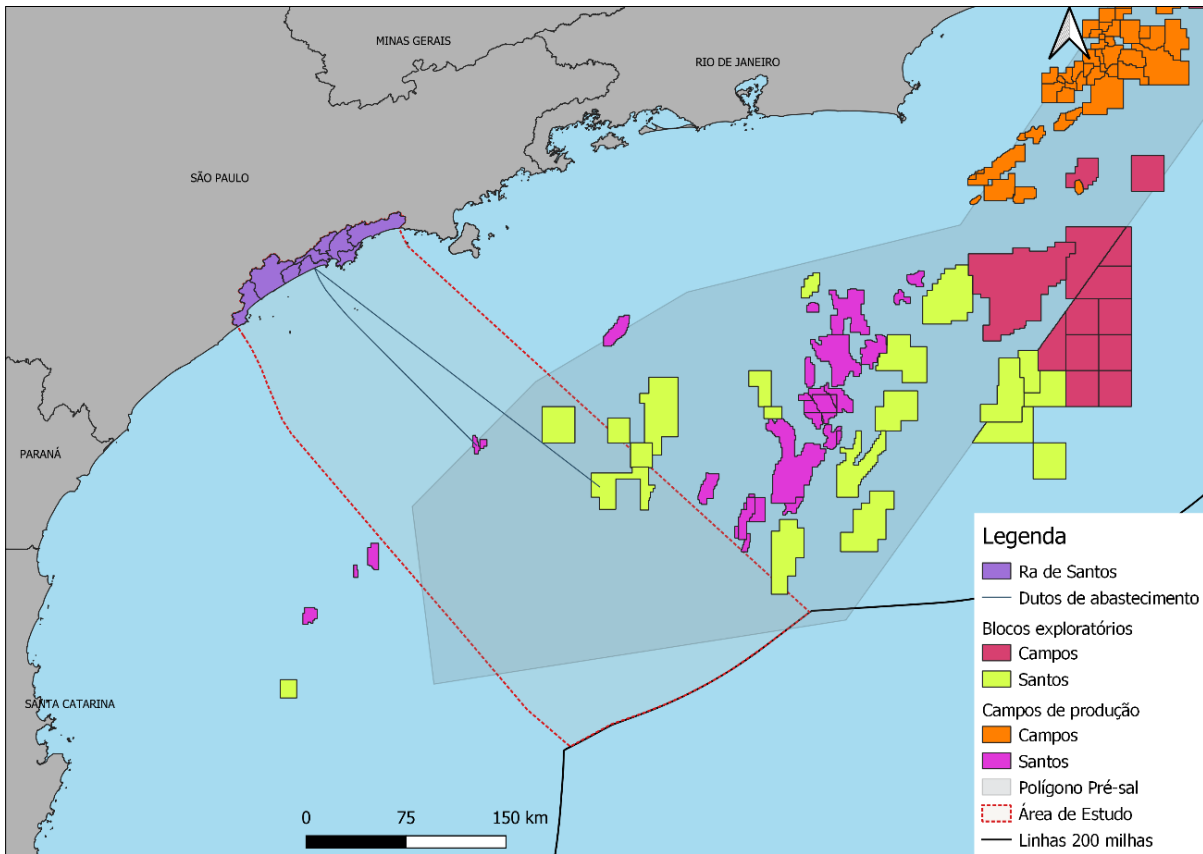 MINAS GERAIS
RIO DE JANEIRO
SÃO PAULO
PARANÁ
SANTA CATARINA
0 75 150 km
Legenda
Ra de Santos
Dutos de abastecimento
Blocos exploratórios
Campos
Santos
Campos de produção
Campos
Santos
Polígono Pré-sal
Área de Estudo
Linhas 200 milhas